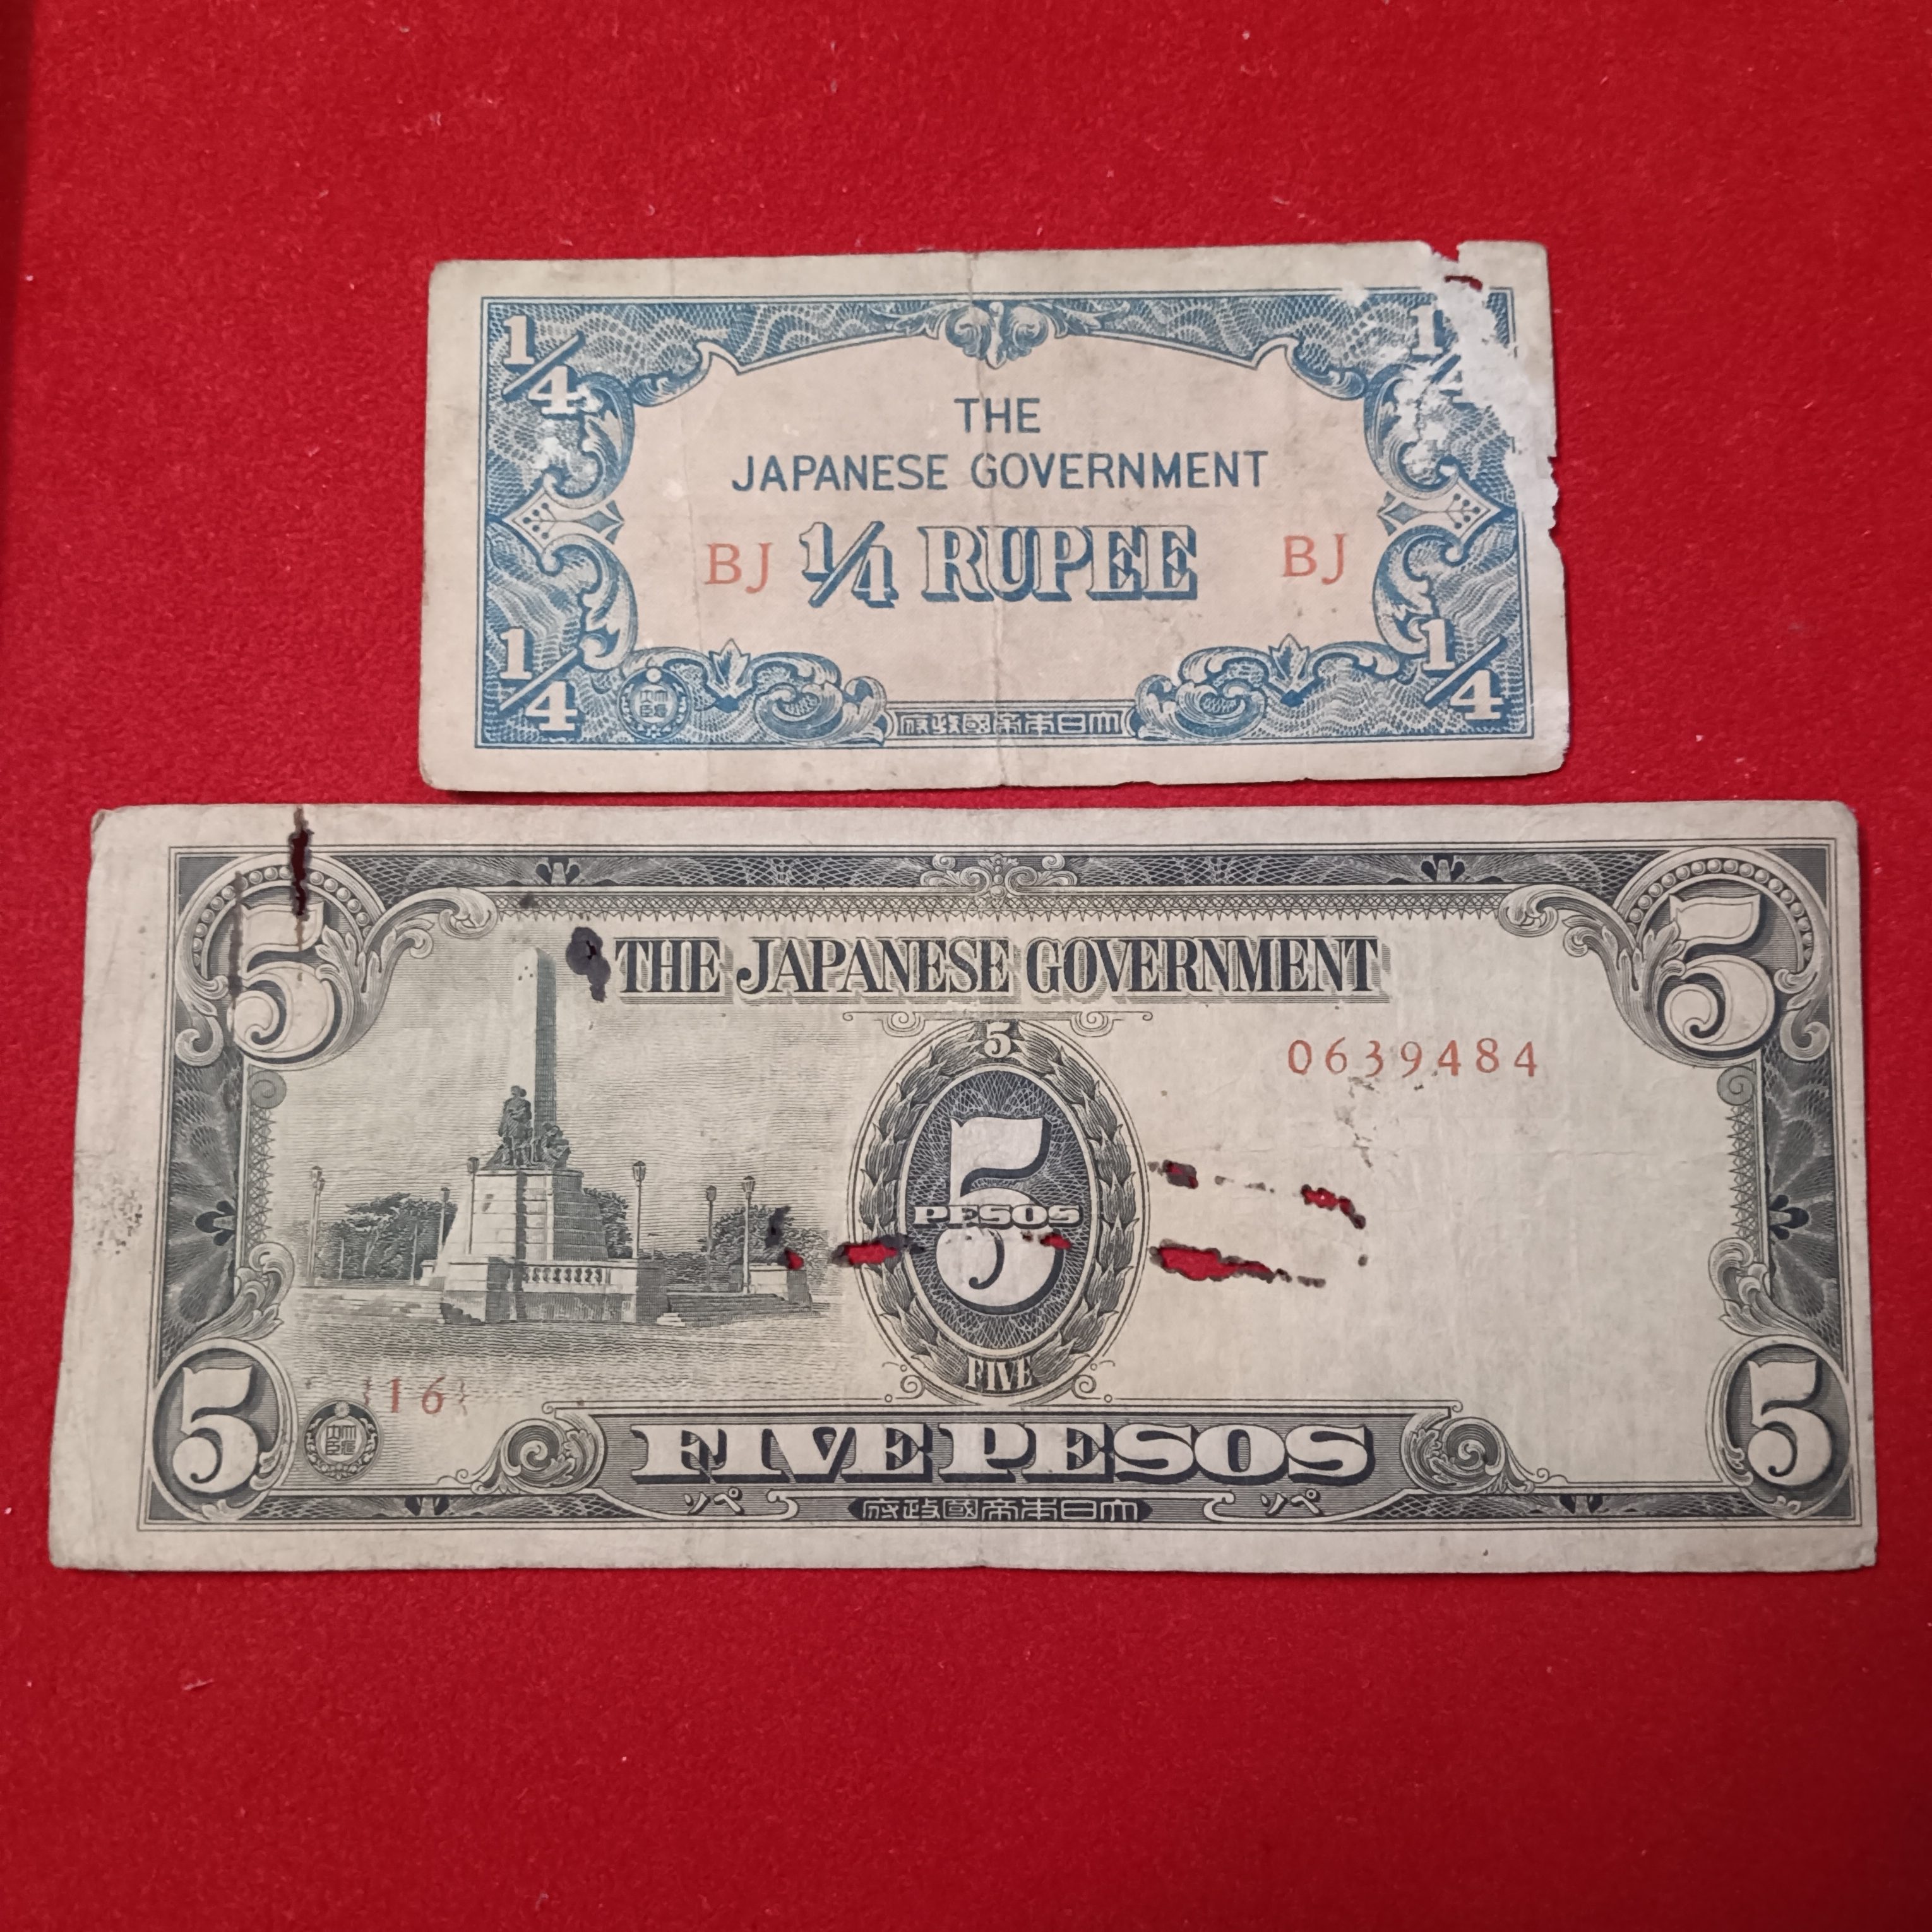 1/4 1/4
THE
JAPANESE GOVERNMENT
BJ 1/4 RUPEE BJ
1/4 1/4
府政國帝本日大
5 5
THE JAPANESE GOVERNMENT
5
0639484
5
PESOS
FIVE
{16}
5 5
FIVE PESOS
ソペ 府政國帝本日大 ソペ